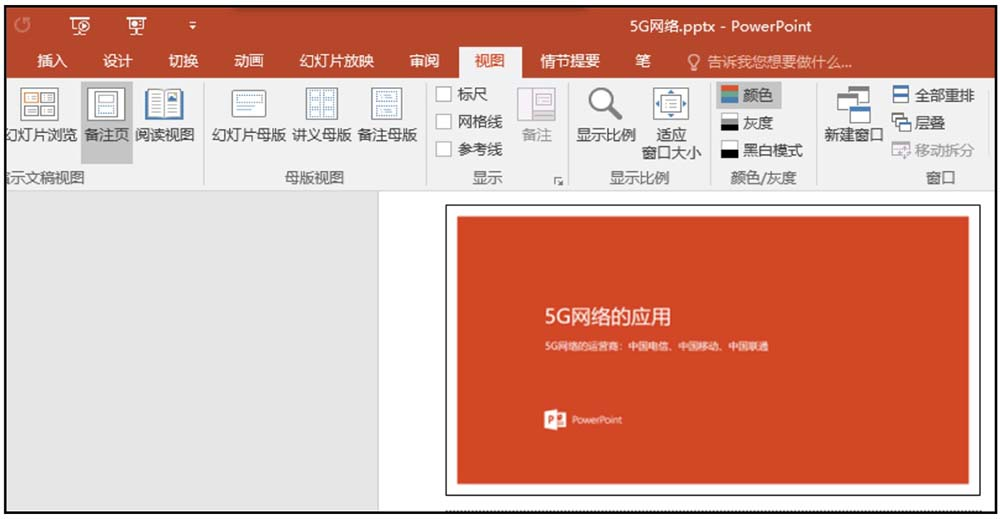 5G网络.pptx - PowerPoint
插入 设计 切换 动画 幻灯片放映 审阅 视图 情节提要 笔 告诉我您想要做什么...
幻灯片浏览 备注页 阅读视图
演示文稿视图
幻灯片母版 讲义母版 备注母版
母版视图
标尺
网格线
参考线
备注
显示
显示比例 适应
窗口大小
显示比例
颜色
灰度
黑白模式
颜色/灰度
新建窗口
全部重排
层叠
移动拆分
窗口
5G网络的应用
5G网络的运营商：中国电信、中国移动、中国联通
PowerPoint